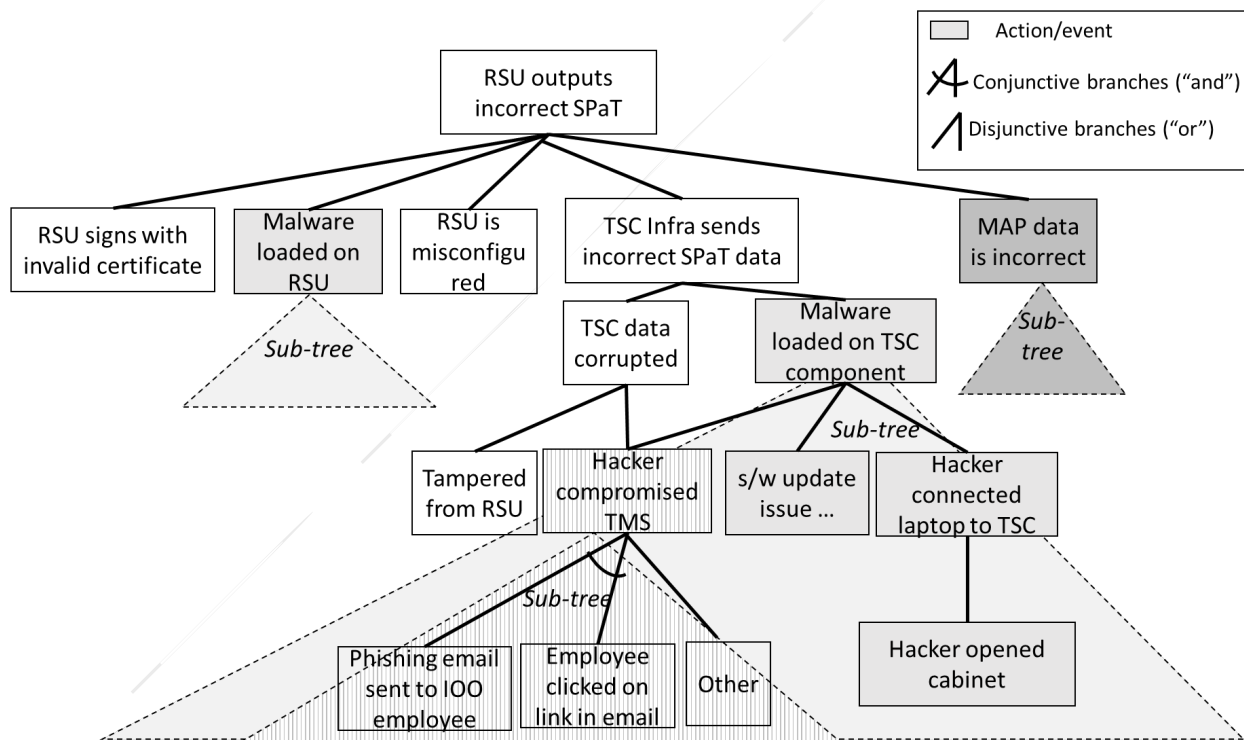 Action/event
Conjunctive branches (“and”)
Disjunctive branches (“or”)
RSU outputs
incorrect SPaT
RSU signs with
invalid certificate
Malware
loaded on
RSU
RSU is
misconfigu
red
TSC Infra sends
incorrect SPaT data
MAP data
is incorrect
Sub-tree
TSC data
corrupted
Malware
loaded on TSC
component
Sub-
tree
Sub-tree
Tampered
from RSU
Hacker
compromised
TMS
s/w update
issue ...
Hacker
connected
laptop to TSC
Sub-tree
Phishing email
sent to IOO
employee
Employee
clicked on
link in email
Other
Hacker opened
cabinet